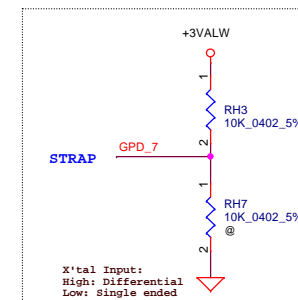 +3VALW
1
RH3
10K_0402_5%
2
GPD_7
STRAP
1
RH7
10K_0402_5%
@
2
X'tal Input:
High: Differential
Low: Single ended